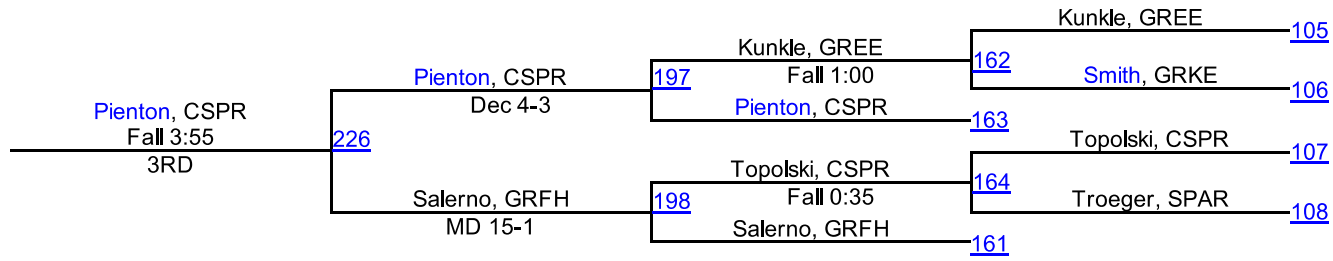 Kunkle, GREE
105
Kunkle, GREE
162
Fall 1:00
Smith, GRKE
106
Pienton, CSPR
197
Dec 4-3
Pienton, CSPR
163
Pienton, CSPR
Fall 3:55
226
3RD
Topolski, CSPR
107
Topolski, CSPR
164
Fall 0:35
Troeger, SPAR
108
Salerno, GRFH
198
MD 15-1
Salerno, GRFH
161